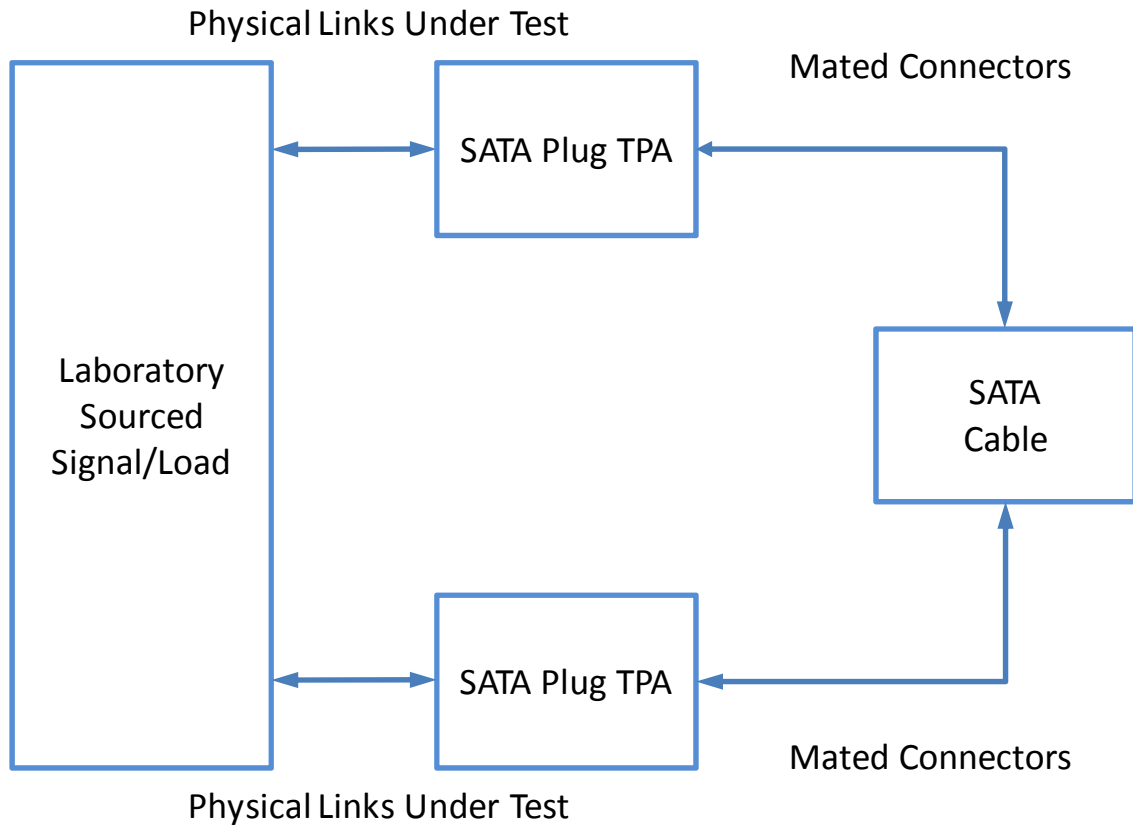 Physical Links Under Test
Mated Connectors
SATA Plug TPA
Laboratory
Sourced
Signal/Load
SATA
Cable
SATA Plug TPA
Mated Connectors
Physical Links Under Test